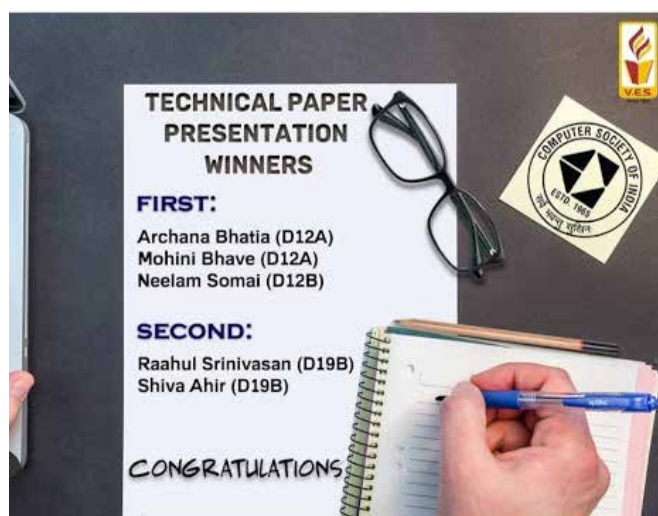 TECHNICAL PAPER
PRESENTATION
WINNERS
FIRST:
Archana Bhatia (D12A)
Mohini Bhave (D12A)
Neelam Somai (D12B)
SECOND:
Raahul Srinivasan (D19B)
Shiva Ahir (D19B)
CONGRATULATIONS
V.E.S.
COMPUTER SOCIETY OF INDIA
ESTD. 1965